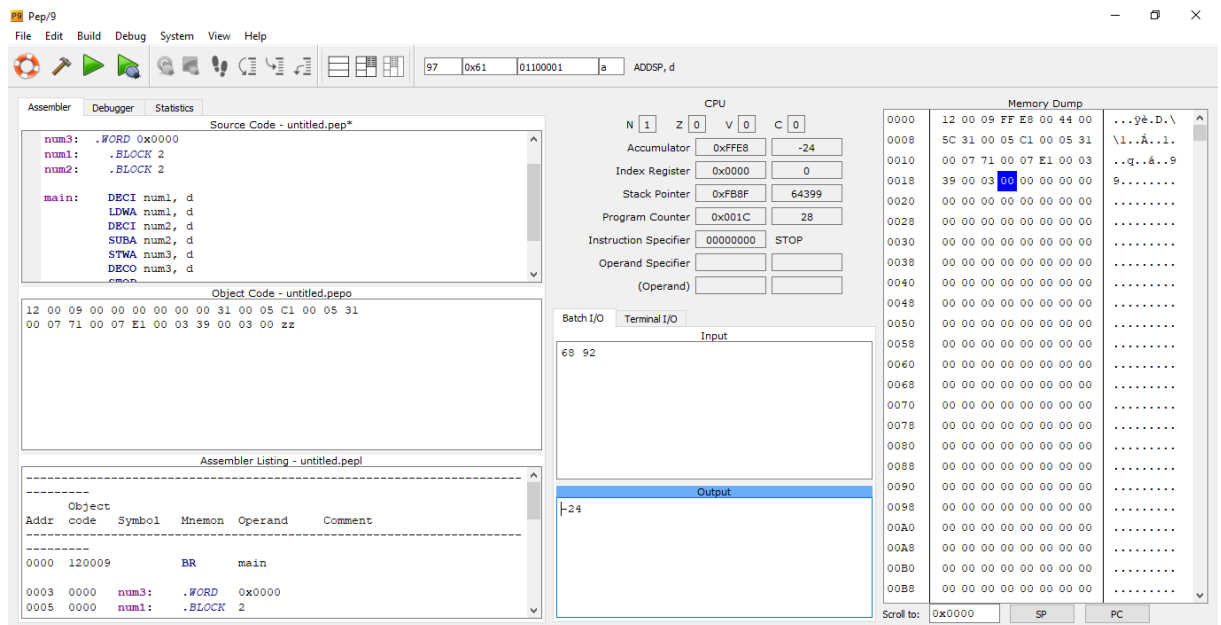 Pep/9
File Edit Build Debug System View Help
97 0x61 01100001 a ADDSP, d
Assembler Debugger Statistics
Source Code - untitled.pep*
num3: .WORD 0x0000
num1: .BLOCK 2
num2: .BLOCK 2
main: DECI num1, d
LDWA num1, d
DECI num2, d
SUBA num2, d
STWA num3, d
DECO num3, d
STOP
Object Code - untitled.pepo
12 00 09 00 00 00 00 00 00 31 00 05 C1 00 05 31
00 07 71 00 07 E1 00 03 39 00 03 00 zz
Assembler Listing - untitled.pepl
-------------------------------------------------------------------------
---------
Object
Addr code Symbol Mnemon Operand Comment
-------------------------------------------------------------------------
---------
0000 120009 BR main
0003 0000 num3: .WORD 0x0000
0005 0000 num1: .BLOCK 2
CPU
N 1 Z 0 V 0 C 0
Accumulator 0xFFE8 -24
Index Register 0x0000 0
Stack Pointer 0xFB8F 64399
Program Counter 0x001C 28
Instruction Specifier 00000000 STOP
Operand Specifier
(Operand)
Batch I/O Terminal I/O
Input
68 92
Output
-24
Memory Dump
0000 12 00 09 FF E8 00 44 00 ...ÿè.D.\
0008 5C 31 00 05 C1 00 05 31 \1..Á..1.
0010 00 07 71 00 07 E1 00 03 ..q..á..9
0018 39 00 03 00 00 00 00 00 9........
0020 00 00 00 00 00 00 00 00 .........
0028 00 00 00 00 00 00 00 00 .........
0030 00 00 00 00 00 00 00 00 .........
0038 00 00 00 00 00 00 00 00 .........
0040 00 00 00 00 00 00 00 00 .........
0048 00 00 00 00 00 00 00 00 .........
0050 00 00 00 00 00 00 00 00 .........
0058 00 00 00 00 00 00 00 00 .........
0060 00 00 00 00 00 00 00 00 .........
0068 00 00 00 00 00 00 00 00 .........
0070 00 00 00 00 00 00 00 00 .........
0078 00 00 00 00 00 00 00 00 .........
0080 00 00 00 00 00 00 00 00 .........
0088 00 00 00 00 00 00 00 00 .........
0090 00 00 00 00 00 00 00 00 .........
0098 00 00 00 00 00 00 00 00 .........
00A0 00 00 00 00 00 00 00 00 .........
00A8 00 00 00 00 00 00 00 00 .........
00B0 00 00 00 00 00 00 00 00 .........
00B8 00 00 00 00 00 00 00 00 .........
Scroll to: 0x0000 SP PC